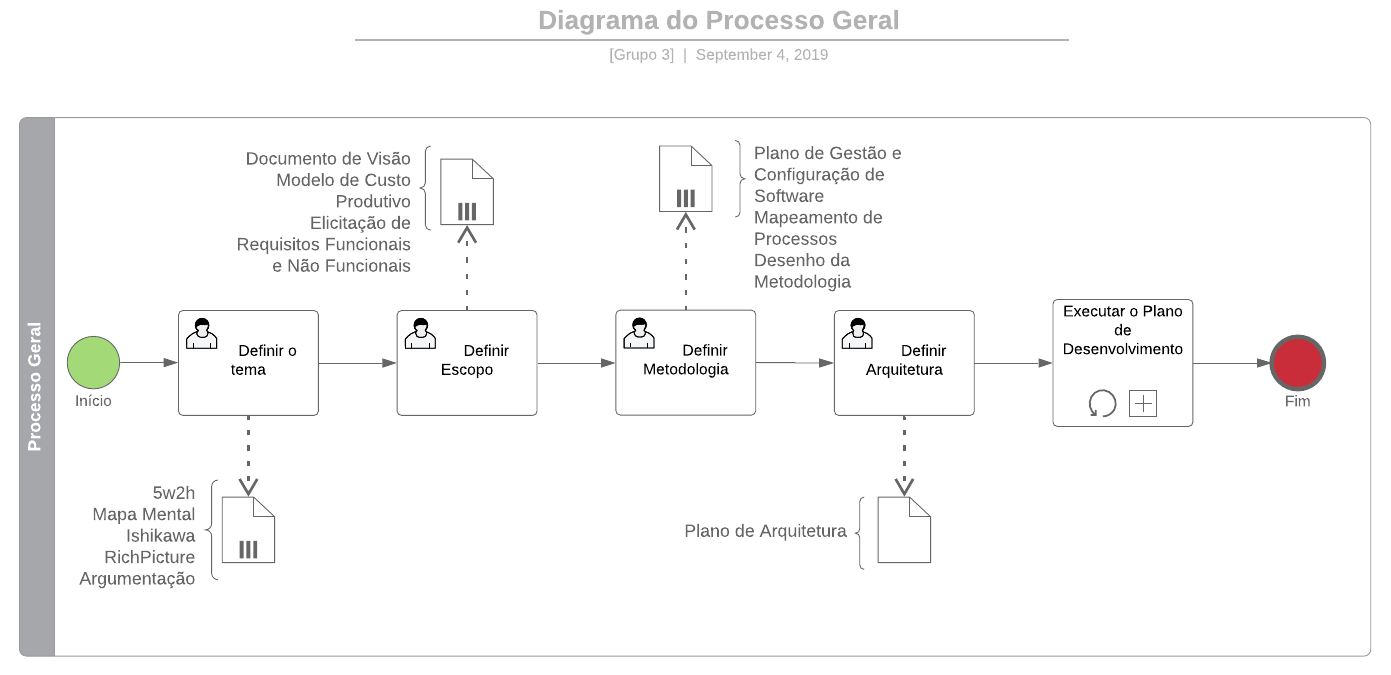 Diagrama do Processo Geral
[Grupo 3] | September 4, 2019
Processo Geral
Documento de Visão
Modelo de Custo
Produtivo
Elicitação de
Requisitos Funcionais
e Não Funcionais
Plano de Gestão e
Configuração de
Software
Mapeamento de
Processos
Desenho da
Metodologia
Início
Definir o
tema
Definir
Escopo
Definir
Metodologia
Definir
Arquitetura
Executar o Plano
de
Desenvolvimento
Fim
5w2h
Mapa Mental
Ishikawa
RichPicture
Argumentação
Plano de Arquitetura